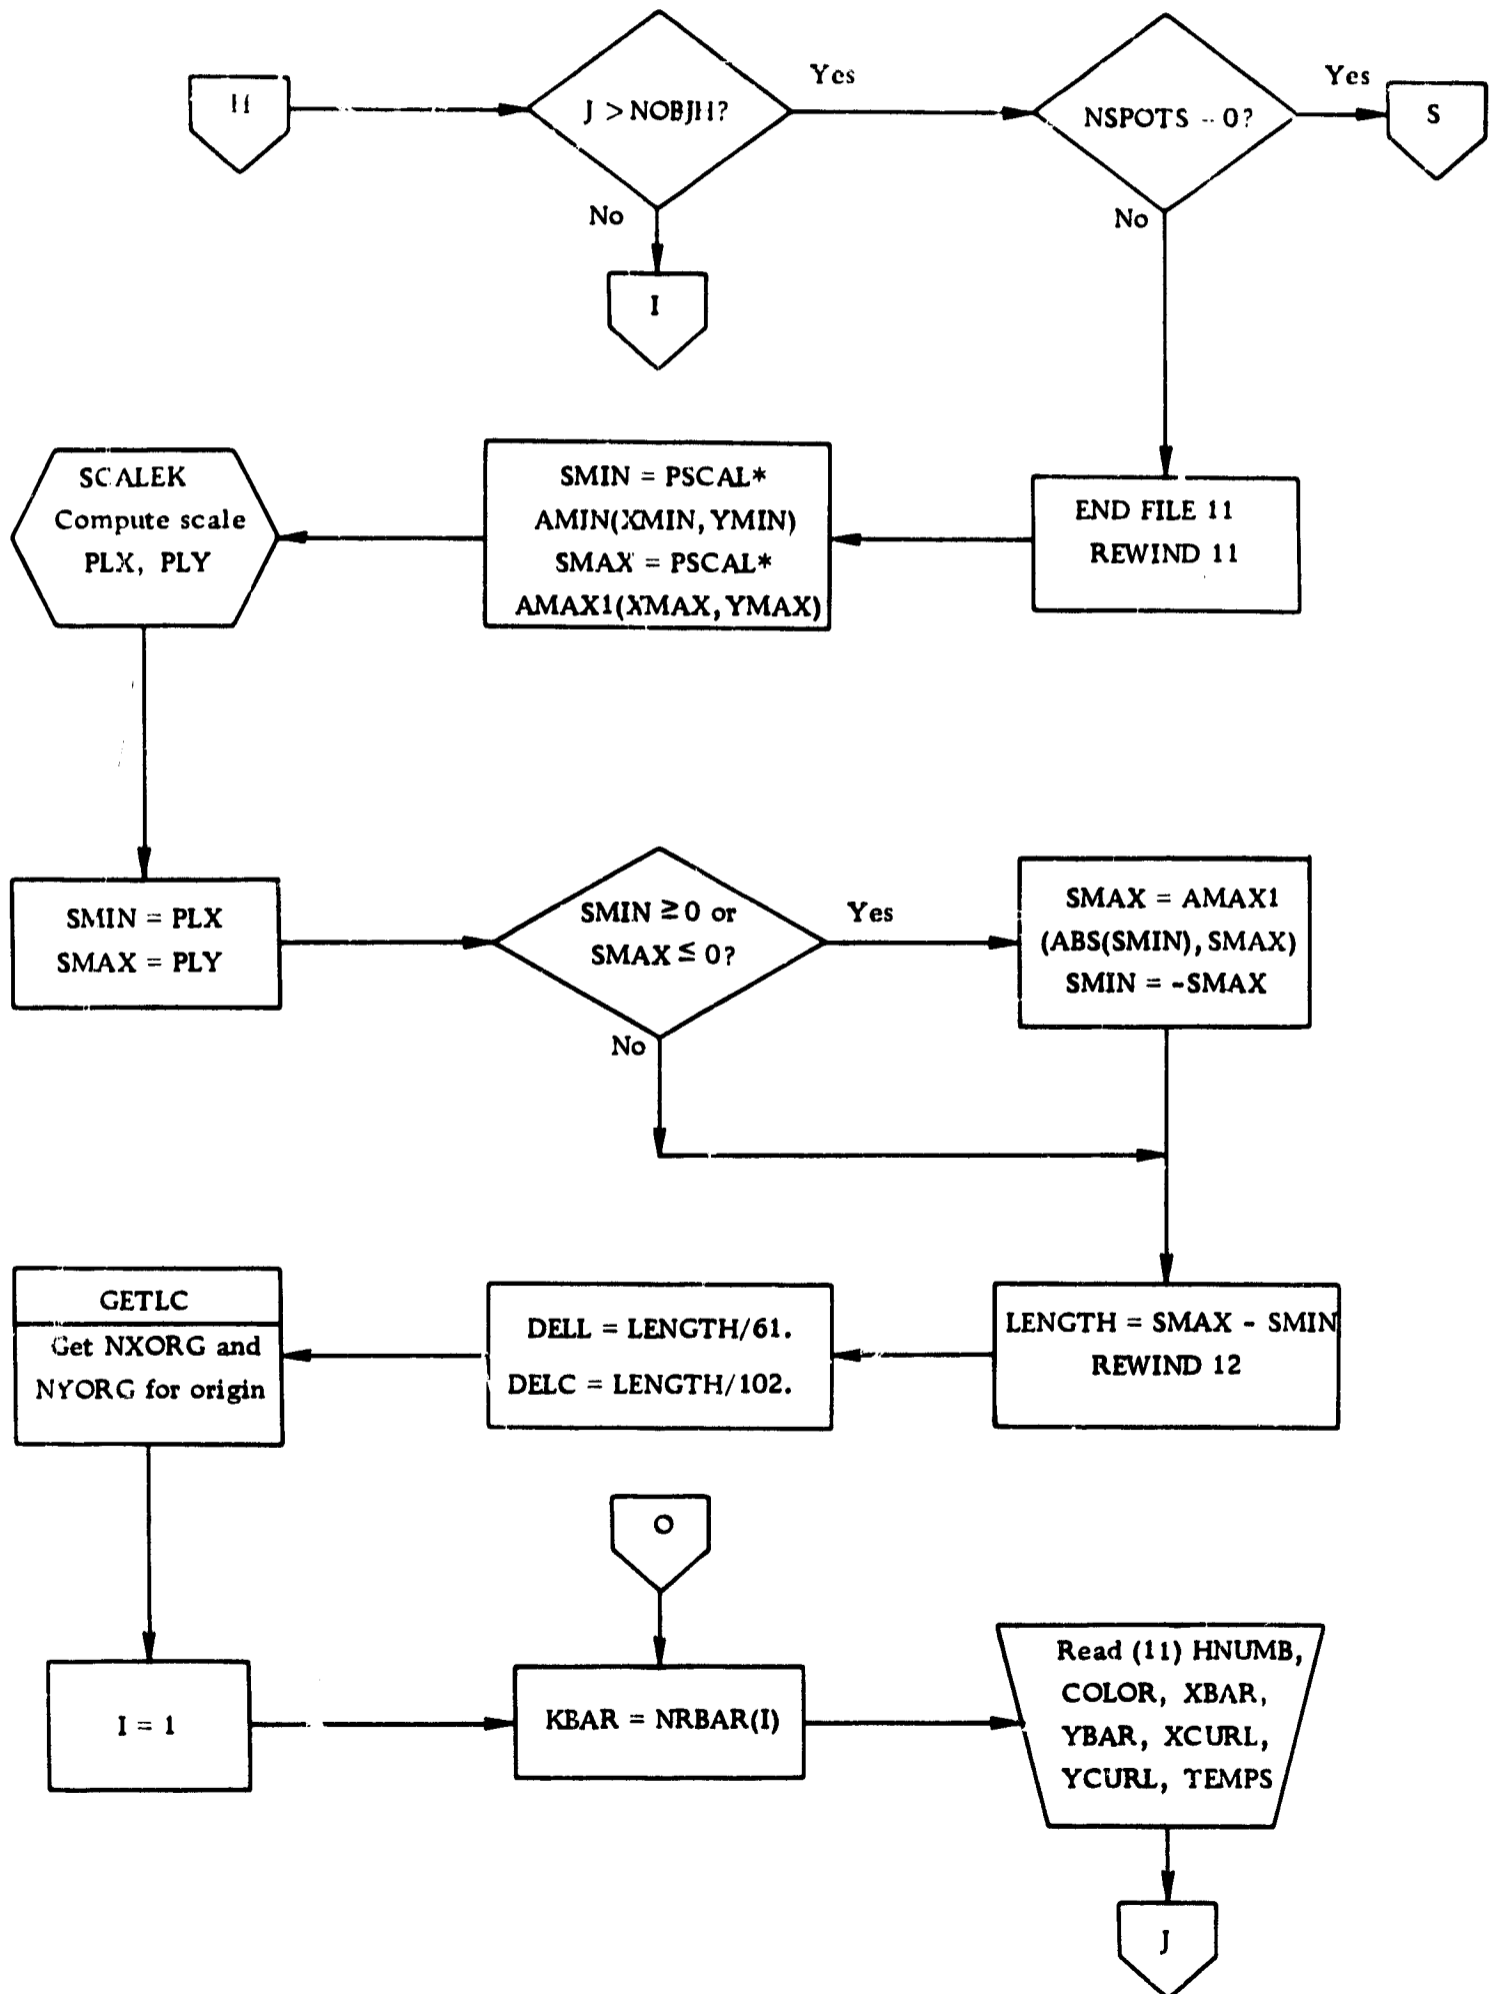 H
J > NOBJH?
Yes
NSPOTS = 0?
Yes
S
No
I
No
SCALEK
Compute scale
PLX, PLY
SMIN = PSCAL*
AMIN(XMIN, YMIN)
SMAX = PSCAL*
AMAX1(XMAX, YMAX)
END FILE 11
REWIND 11
SMIN = PLX
SMAX = PLY
SMIN ≥ 0 or
SMAX ≤ 0?
Yes
No
SMAX = AMAX1
(ABS(SMIN), SMAX)
SMIN = -SMAX
GETLC
Get NXORG and
NYORG for origin
DELL = LENGTH/61.
DELC = LENGTH/102.
LENGTH = SMAX - SMIN
REWIND 12
O
I = 1
KBAR = NRBAR(I)
Read (11) HNUMB,
COLOR, XBAR,
YBAR, XCURL,
YCURL, TEMPS
J